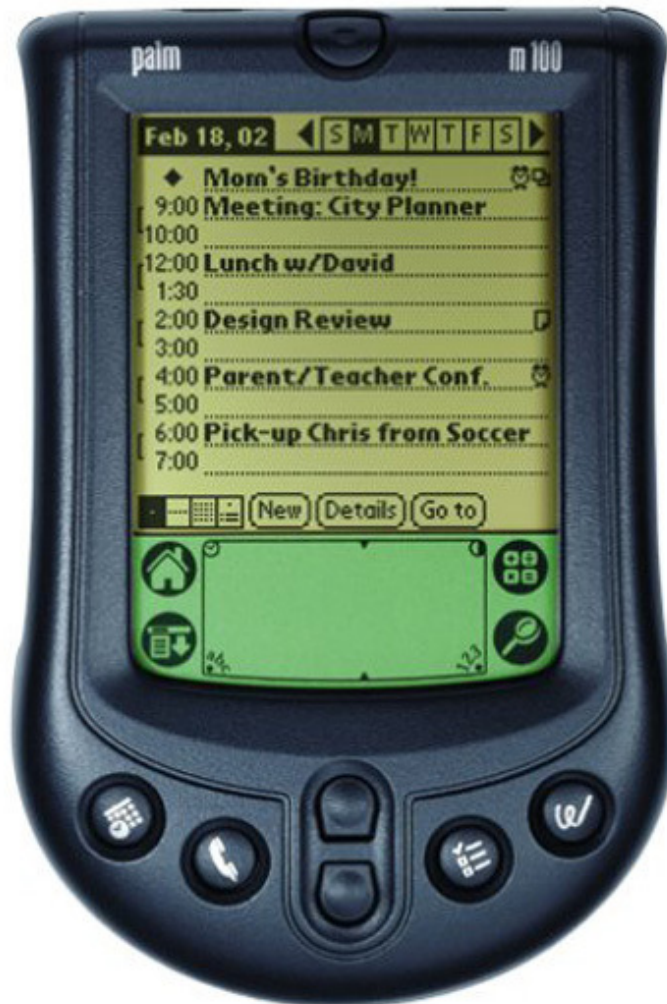 palm m100
Feb 18, 02 S M T W T F S
Mom's Birthday!
9:00 Meeting: City Planner
10:00
12:00 Lunch w/David
1:30
2:00 Design Review
3:00
4:00 Parent/Teacher Conf.
5:00
6:00 Pick-up Chris from Soccer
7:00
New Details Go to
abc 123